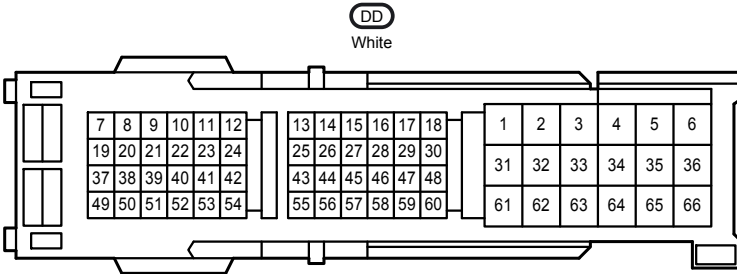 DD
White
7 8 9 10 11 12 13 14 15 16 17 18 1 2 3 4 5 6
19 20 21 22 23 24 25 26 27 28 29 30 31 32 33 34 35 36
37 38 39 40 41 42 43 44 45 46 47 48
49 50 51 52 53 54 55 56 57 58 59 60 61 62 63 64 65 66